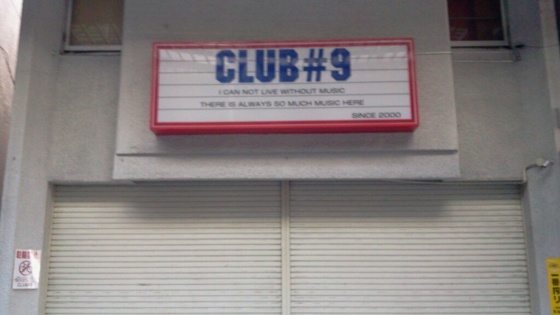 CLUB#9
I CAN NOT LIVE WITHOUT MUSIC
THERE IS ALWAYS SO MUCH MUSIC HERE
SINCE 2000